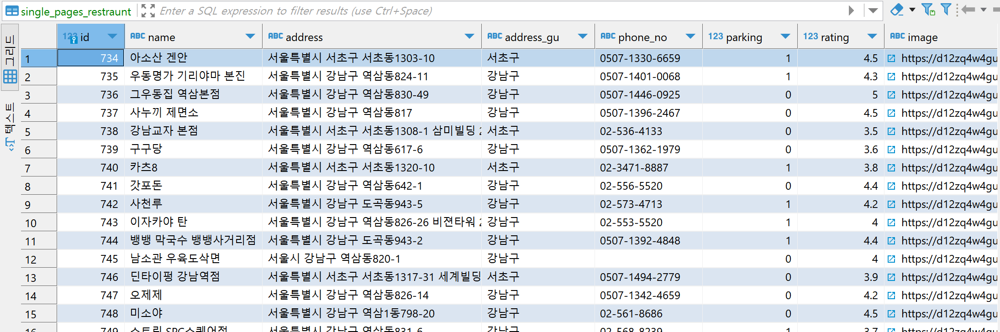 single_pages_restraunt Enter a SQL expression to filter results (use Ctrl+Space)
그리드
텍스트
123 id ABC name ABC address ABC address_gu ABC phone_no 123 parking 123 rating ABC image
1 734 아소산 겐안 서울특별시 서초구 서초동1303-10 서초구 0507-1330-6659 1 4.5 https://d12zq4w4gu
2 735 우동명가 기리야마 본진 서울특별시 강남구 역삼동824-11 강남구 0507-1401-0068 1 4.3 https://d12zq4w4gu
3 736 그우동집 역삼본점 서울특별시 강남구 역삼동830-49 강남구 0507-1446-0925 0 5 https://d12zq4w4gu
4 737 사누끼 제면소 서울특별시 강남구 역삼동817 강남구 0507-1396-2467 0 4.5 https://d12zq4w4gu
5 738 강남교자 본점 서울특별시 서초구 서초동1308-1 삼미빌딩 2 서초구 02-536-4133 0 3.5 https://d12zq4w4gu
6 739 구구당 서울특별시 강남구 역삼동617-6 강남구 0507-1362-1979 0 3.6 https://d12zq4w4gu
7 740 카츠8 서울특별시 서초구 서초동1320-10 서초구 02-3471-8887 1 3.8 https://d12zq4w4gu
8 741 갓포돈 서울특별시 강남구 역삼동642-1 강남구 02-556-5520 0 4.4 https://d12zq4w4gu
9 742 사천루 서울특별시 강남구 도곡동943-5 강남구 02-573-4713 1 4.2 https://d12zq4w4gu
10 743 이자카야 탄 서울특별시 강남구 역삼동826-26 비젼타워 2 강남구 02-553-5520 1 4 https://d12zq4w4gu
11 744 뱅뱅 막국수 뱅뱅사거리점 서울특별시 강남구 도곡동943-2 강남구 0507-1392-4848 1 4.4 https://d12zq4w4gu
12 745 남소관 우육도삭면 서울시 강남구 역삼동820-1 강남구 0 4 https://d12zq4w4gu
13 746 딘타이펑 강남역점 서울특별시 서초구 서초동1317-31 세계빌딩 서초구 0507-1494-2779 0 3.9 https://d12zq4w4gu
14 747 오제제 서울특별시 강남구 역삼동826-14 강남구 0507-1342-4659 0 4.2 https://d12zq4w4gu
15 748 미소야 서울특별시 강남구 역삼1동798-20 강남구 02-561-8686 0 4.5 https://d12zq4w4gu
16 749 스트릿 SPC스퀘어점 서울특별시 강남구 역삼동831-6 강남구 02-568-8239 1 3.7 https://d12zq4w4gu